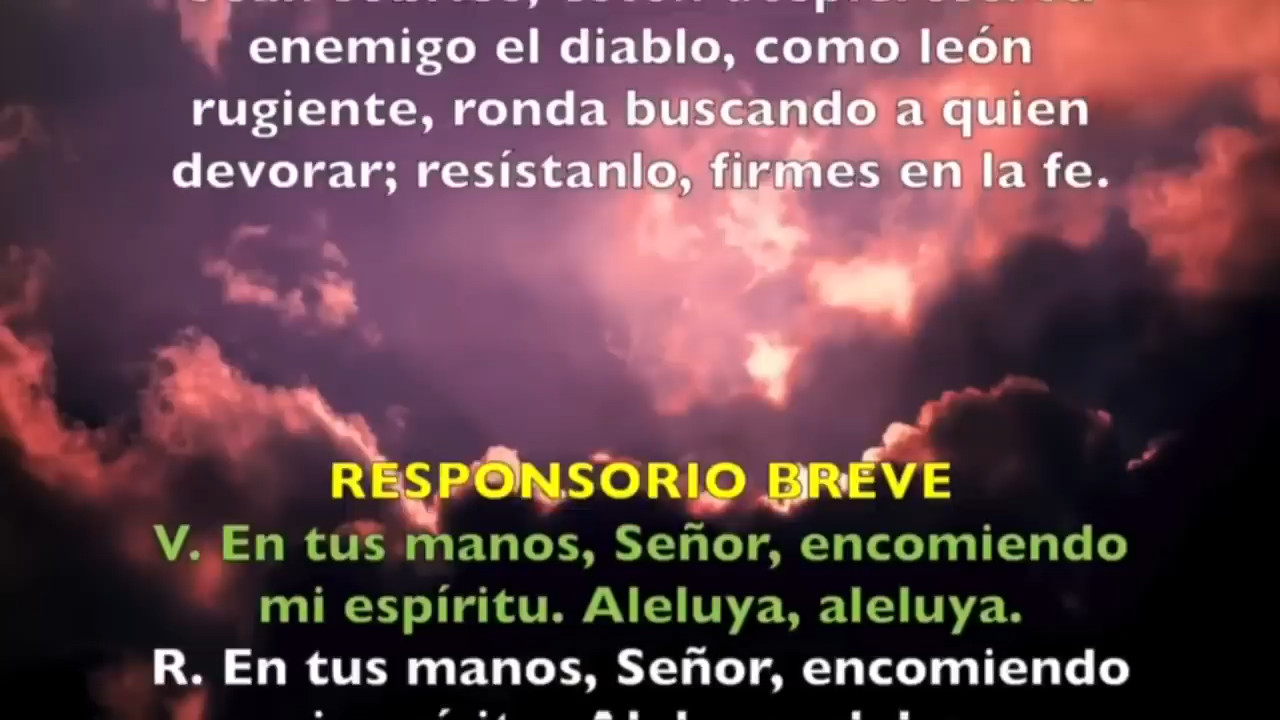 enemigo el diablo, como león
rugiente, ronda buscando a quien
devorar; resístanlo, firmes en la fe.
RESPONSORIO BREVE
V. En tus manos, Señor, encomiendo
mi espíritu. Aleluya, aleluya.
R. En tus manos, Señor, encomiendo